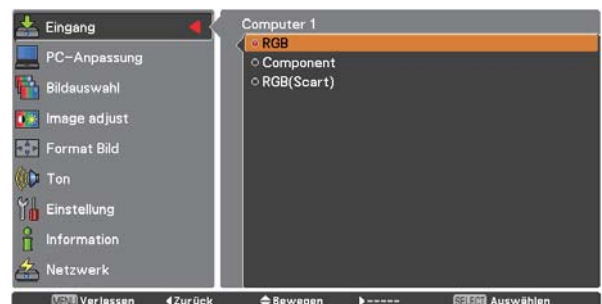 Eingang
PC-Anpassung
Bildauswahl
Image adjust
Format Bild
Ton
Einstellung
Information
Netzwerk
Computer 1
RGB
Component
RGB(Scart)
MENU Verlassen ◀Zurück Bewegen ▶----- SELECT Auswählen